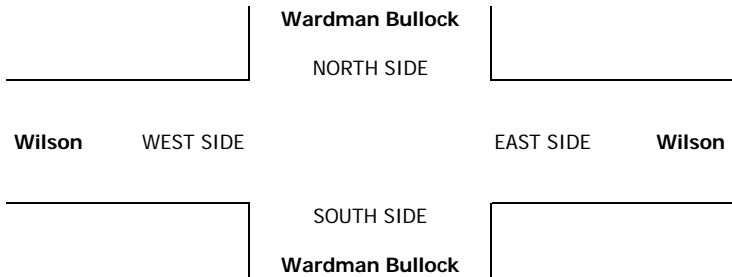 Wardman Bullock
NORTH SIDE
Wilson WEST SIDE EAST SIDE Wilson
SOUTH SIDE
Wardman Bullock